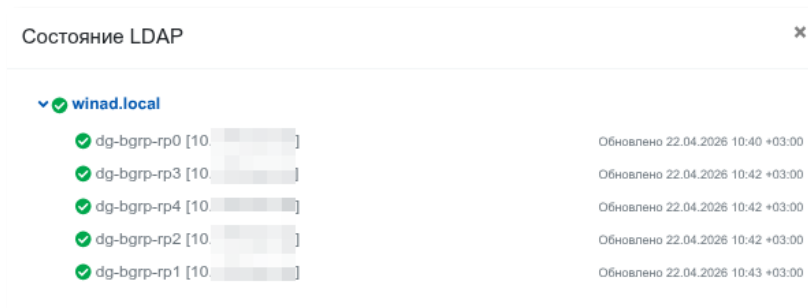 Состояние LDAP
winad.local
dg-bgrp-rp0 [10. ] Обновлено 22.04.2026 10:40 +03:00
dg-bgrp-rp3 [10. ] Обновлено 22.04.2026 10:42 +03:00
dg-bgrp-rp4 [10. ] Обновлено 22.04.2026 10:42 +03:00
dg-bgrp-rp2 [10. ] Обновлено 22.04.2026 10:42 +03:00
dg-bgrp-rp1 [10. ] Обновлено 22.04.2026 10:43 +03:00